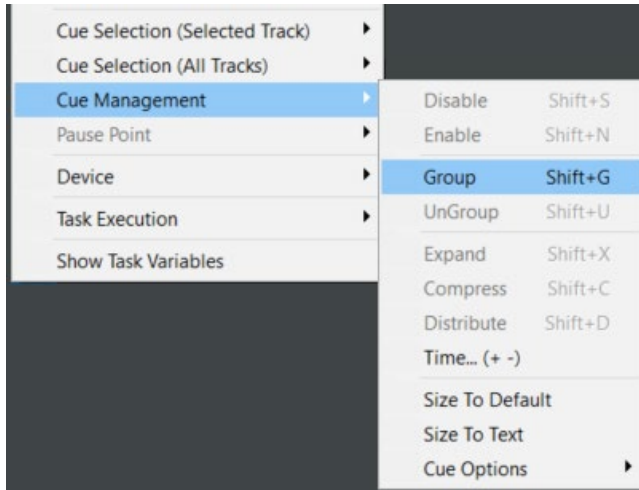 Cue Selection (Selected Track)
Cue Selection (All Tracks)
Cue Management
Pause Point
Device
Task Execution
Show Task Variables
Disable Shift+S
Enable Shift+N
Group Shift+G
UnGroup Shift+U
Expand Shift+X
Compress Shift+C
Distribute Shift+D
Time... (+ -)
Size To Default
Size To Text
Cue Options